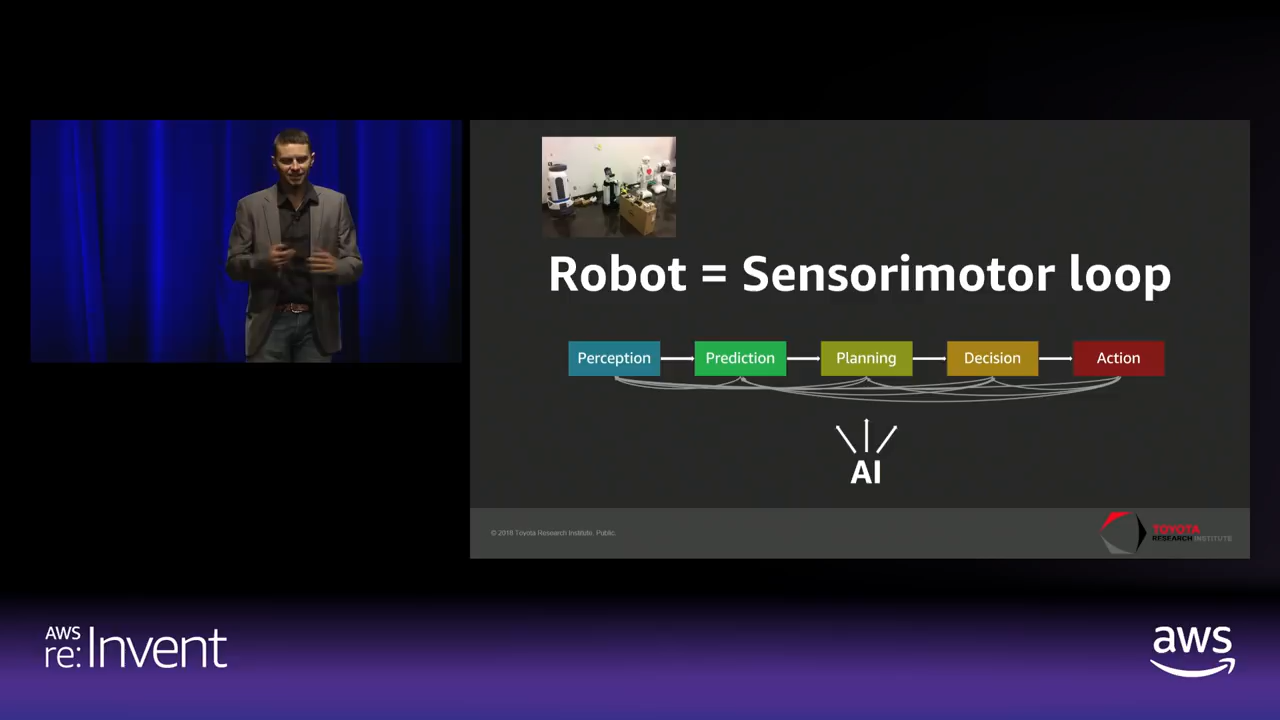 Robot = Sensorimotor loop
Perception
Prediction
Planning
Decision
Action
AI
© 2018 Toyota Research Institute. Public.
TOYOTA
RESEARCH INSTITUTE
AWS
re:Invent
aws